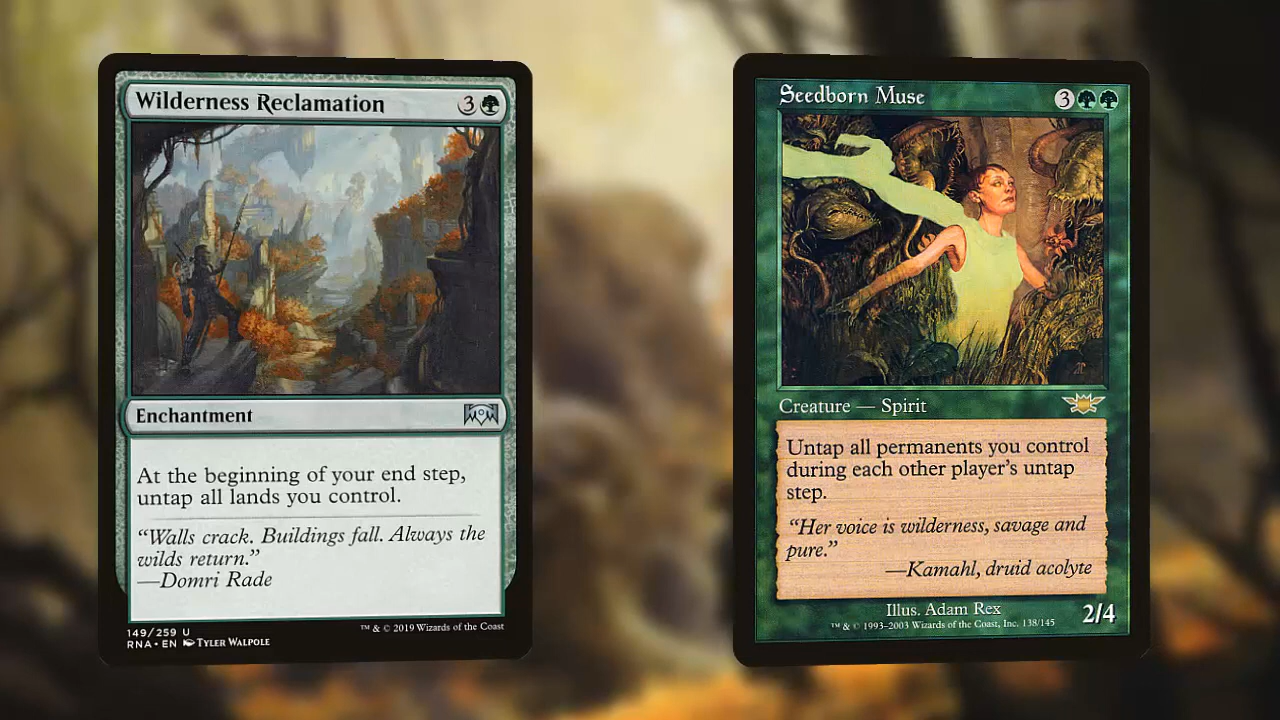 Wilderness Reclamation 3
Enchantment
At the beginning of your end step,
untap all lands you control.
“Walls crack. Buildings fall. Always the
wilds return.”
—Domri Rade
149/259 U
RNA • EN TYLER WALPOLE
™ & © 2019 Wizards of the Coast
Seedborn Muse 3
Creature — Spirit
Untap all permanents you control
during each other player's untap
step.
“Her voice is wilderness, savage and
pure.”
—Kamahl, druid acolyte
Illus. Adam Rex
™ & © 1993–2003 Wizards of the Coast, Inc. 138/145
2/4